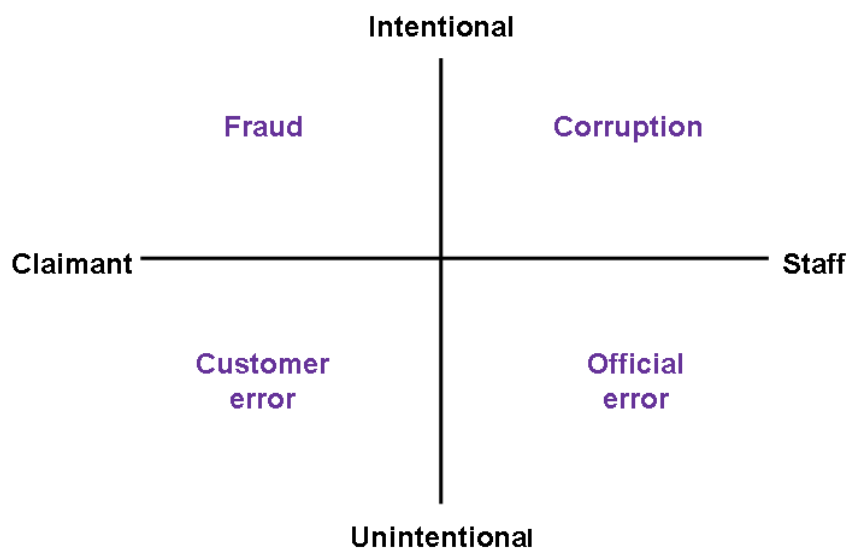 Intentional
Fraud
Corruption
Claimant
Staff
Customer
error
Official
error
Unintentional